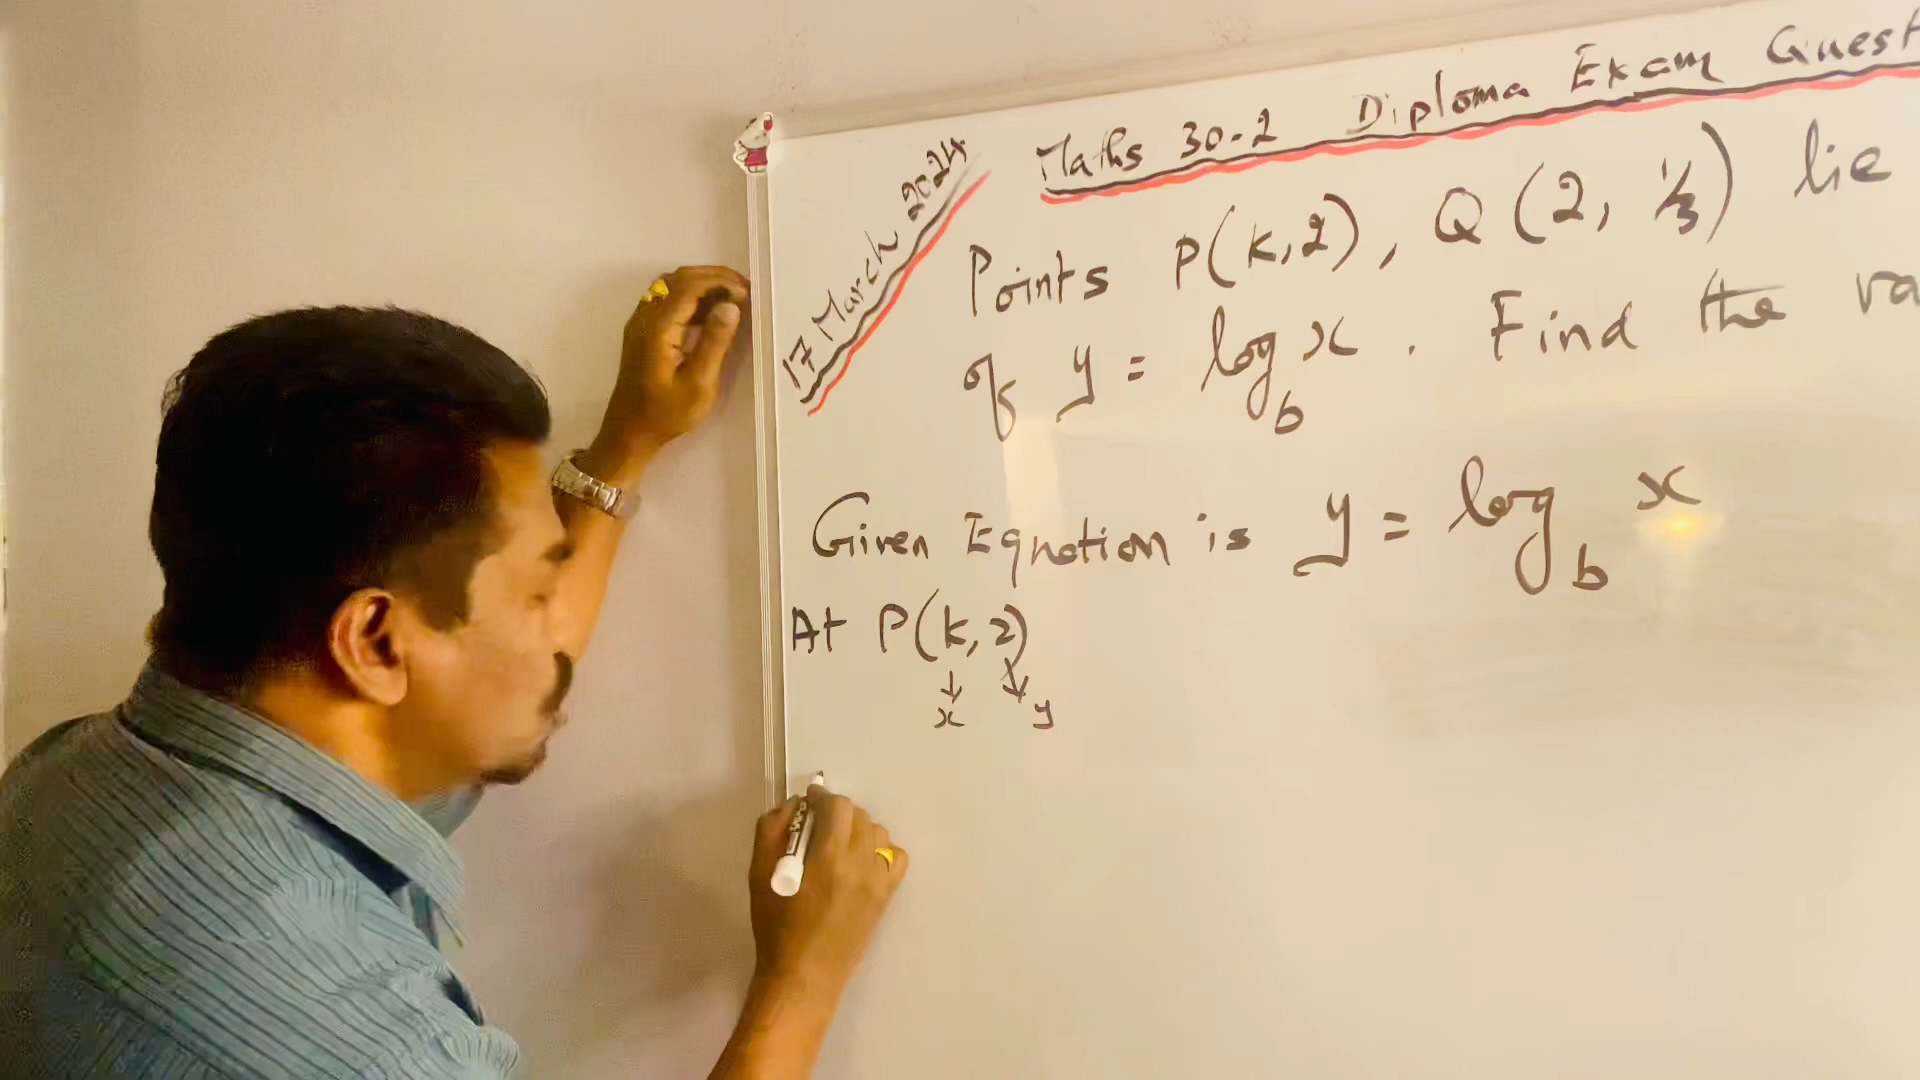 Maths 30-2 Diploma Exam Quest
17 March 2024
Points P(k,2), Q(2, 1/3) lie
of y = log_b x. Find the va
Given Equation is y = log_b x
At P(k,2)
↓ ↓
x y